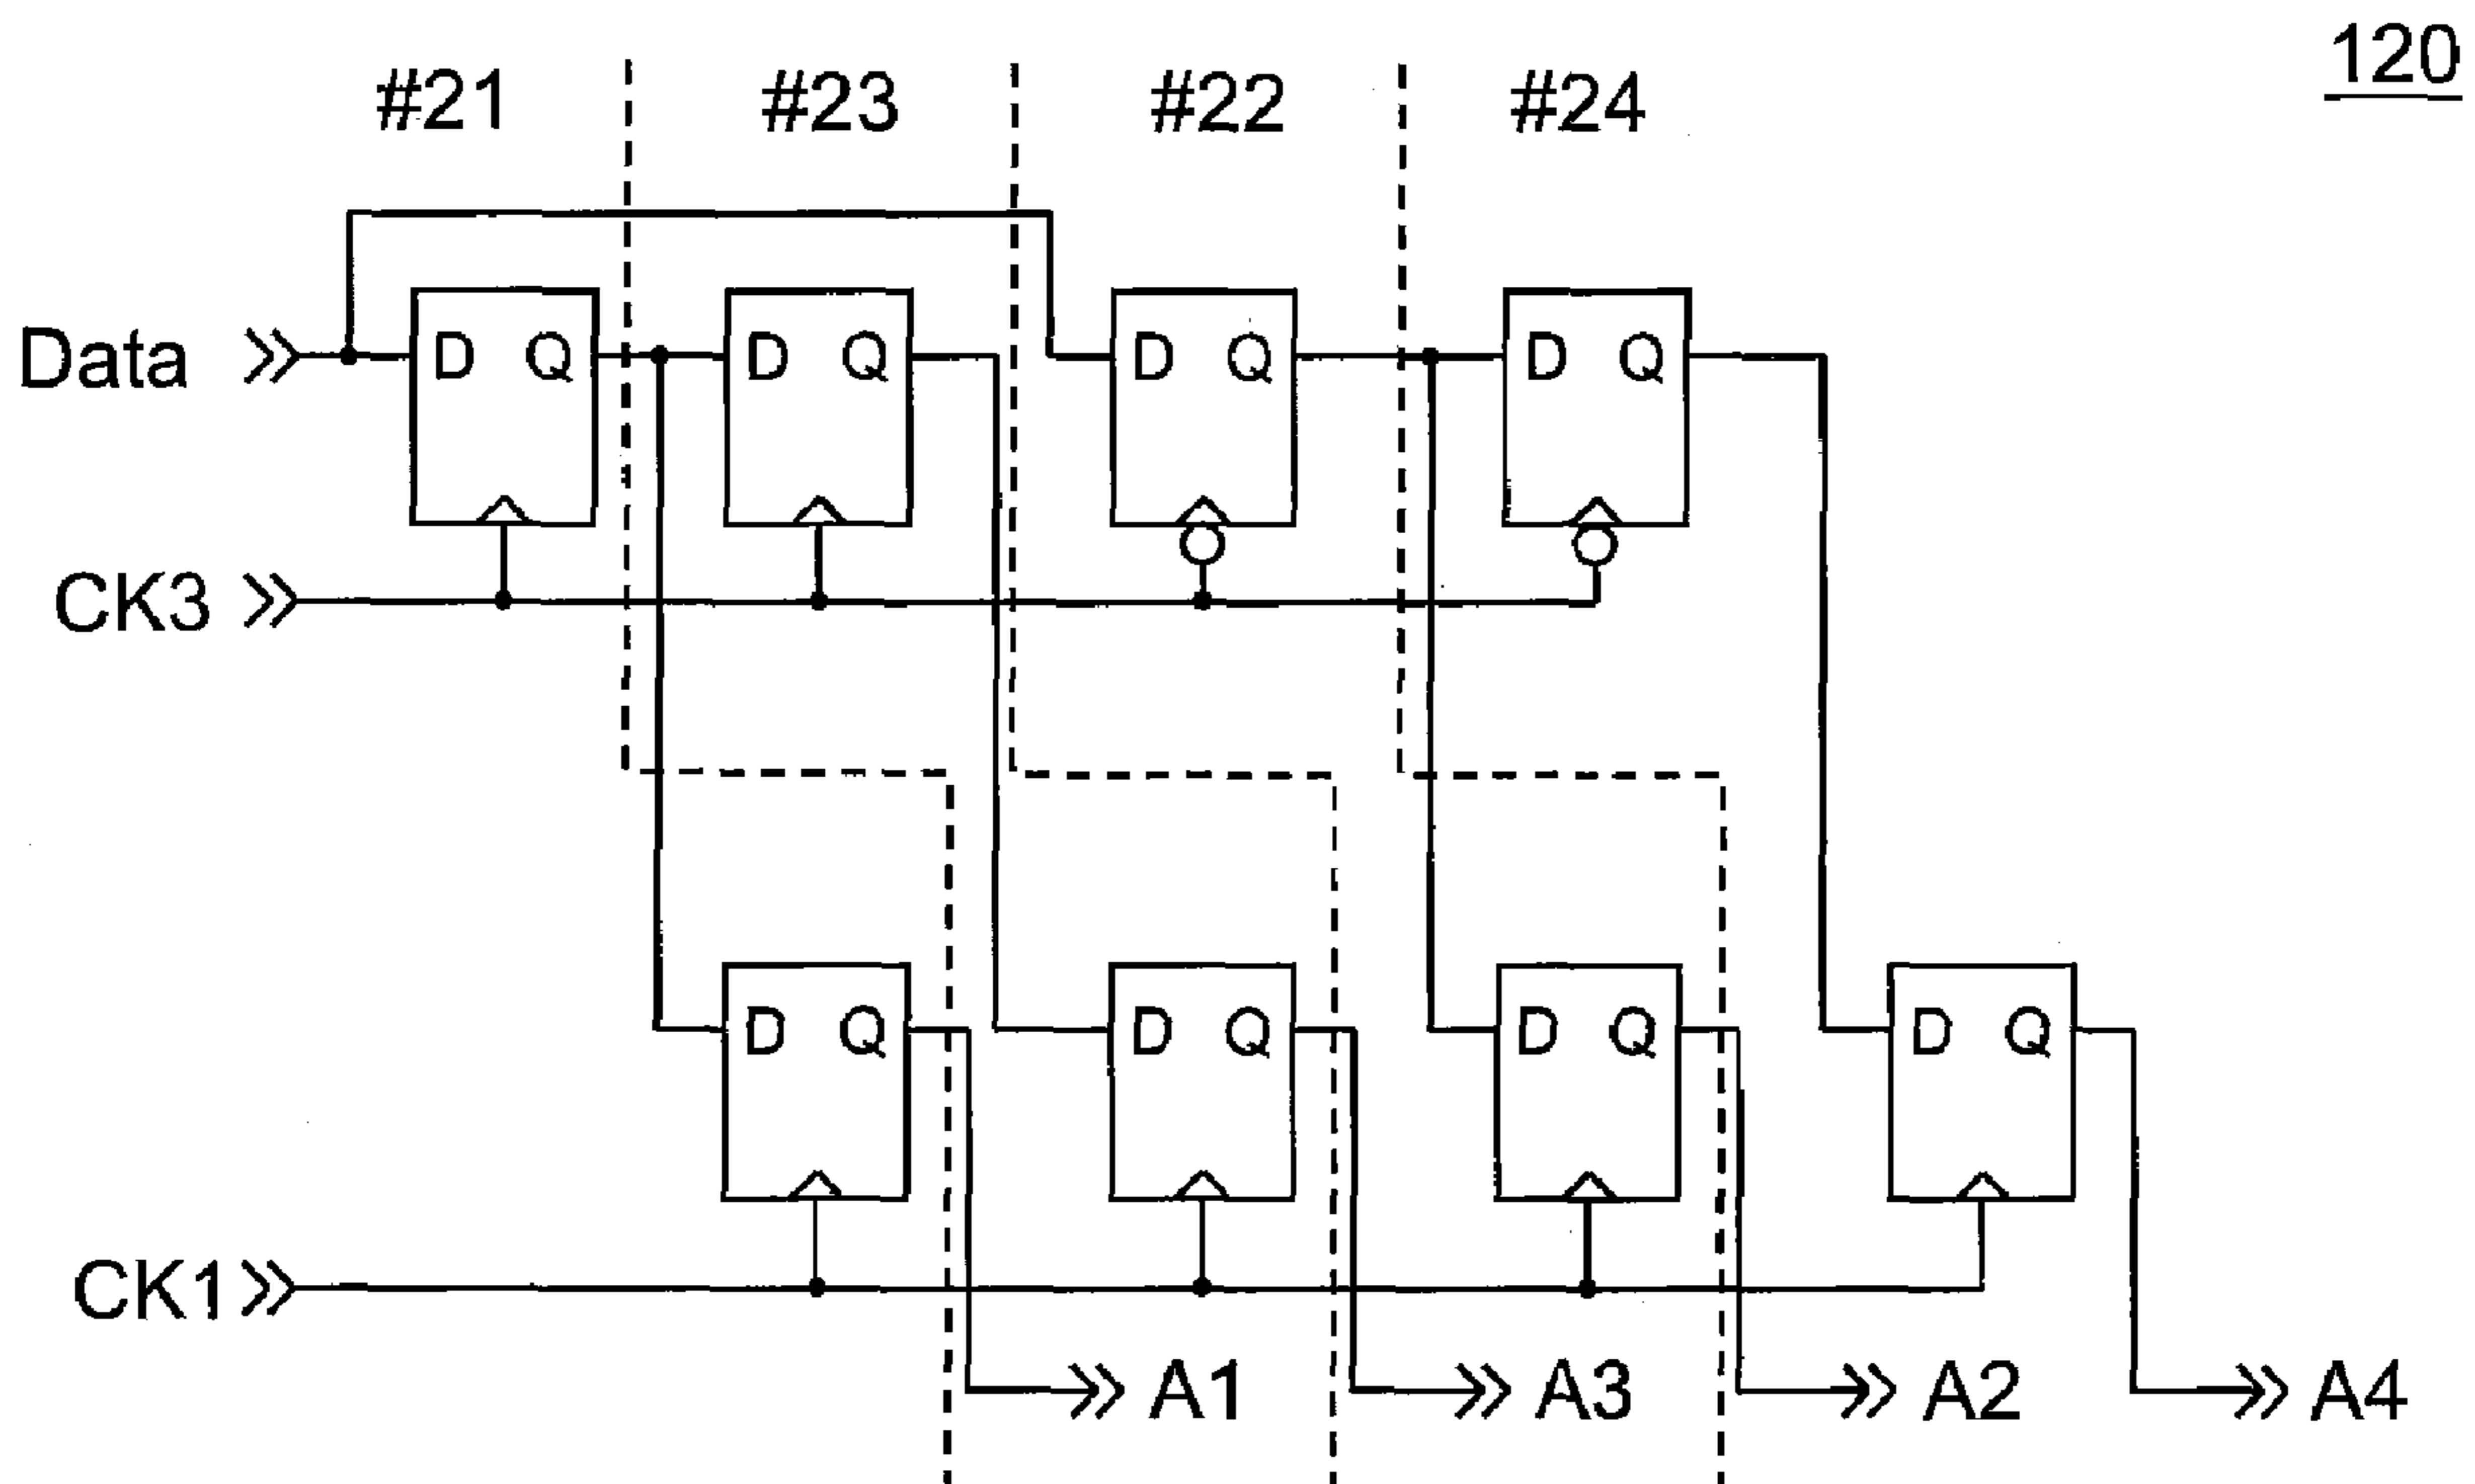 120
#21 #23 #22 #24
Data
D Q D Q D Q D Q
CK3
D Q D Q D Q D Q
CK1
A1 A3 A2 A4